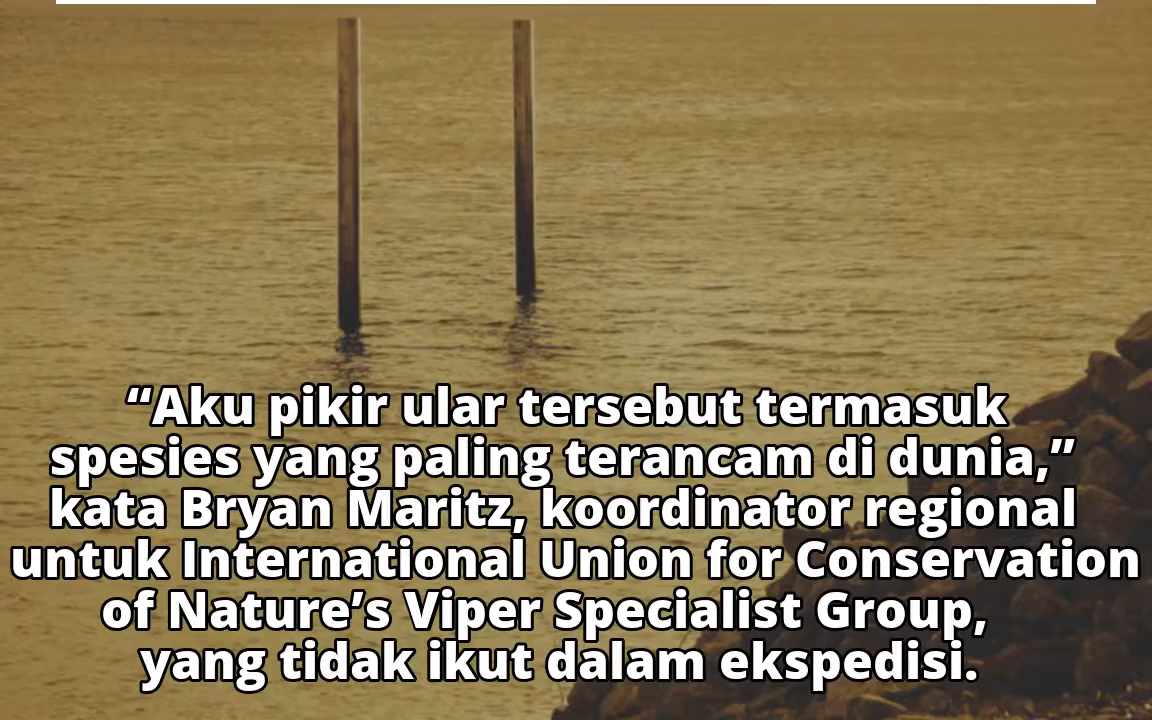 “Aku pikir ular tersebut termasuk
spesies yang paling terancam di dunia,”
kata Bryan Maritz, koordinator regional
untuk International Union for Conservation
of Nature’s Viper Specialist Group,
yang tidak ikut dalam ekspedisi.